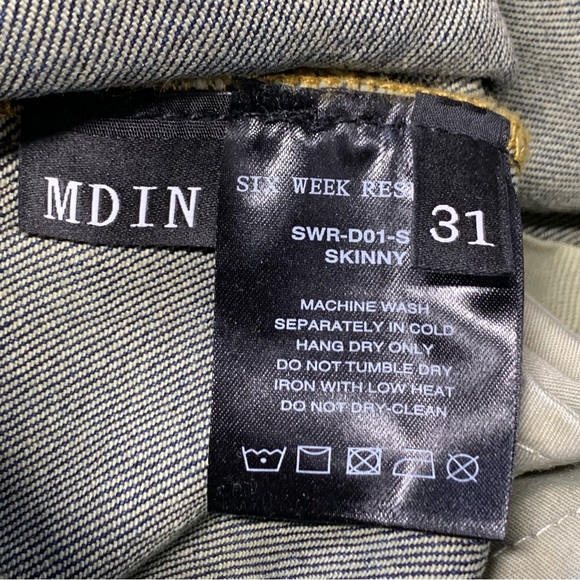 MDIN
SIX WEEK RES
31
SWR-D01-S
SKINNY
MACHINE WASH
SEPARATELY IN COLD
HANG DRY ONLY
DO NOT TUMBLE DRY
IRON WITH LOW HEAT
DO NOT DRY-CLEAN